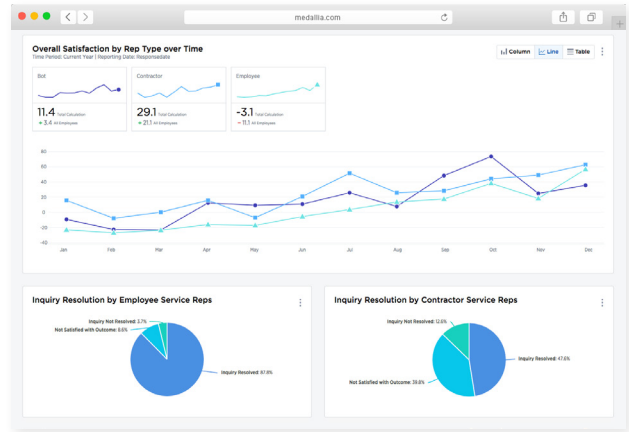 medallia.com
Overall Satisfaction by Rep Type over Time
Time Period: Current Year | Reporting Date: Responsedate
Column Line Table
Bot
11.4 Total Calculation
3.4 All Employees
Contractor
29.1 Total Calculation
21.1 All Employees
Employee
-3.1 Total Calculation
11.1 All Employees
80
60
40
20
0
-20
-40
Jan Feb Mar Apr May Jun Jul Aug Sep Oct Nov Dec
Inquiry Resolution by Employee Service Reps
Inquiry Not Resolved: 3.7%
Not Satisfied with Outcome: 8.6%
Inquiry Resolved: 87.8%
Inquiry Resolution by Contractor Service Reps
Inquiry Not Resolved: 12.6%
Inquiry Resolved: 47.6%
Not Satisfied with Outcome: 39.8%